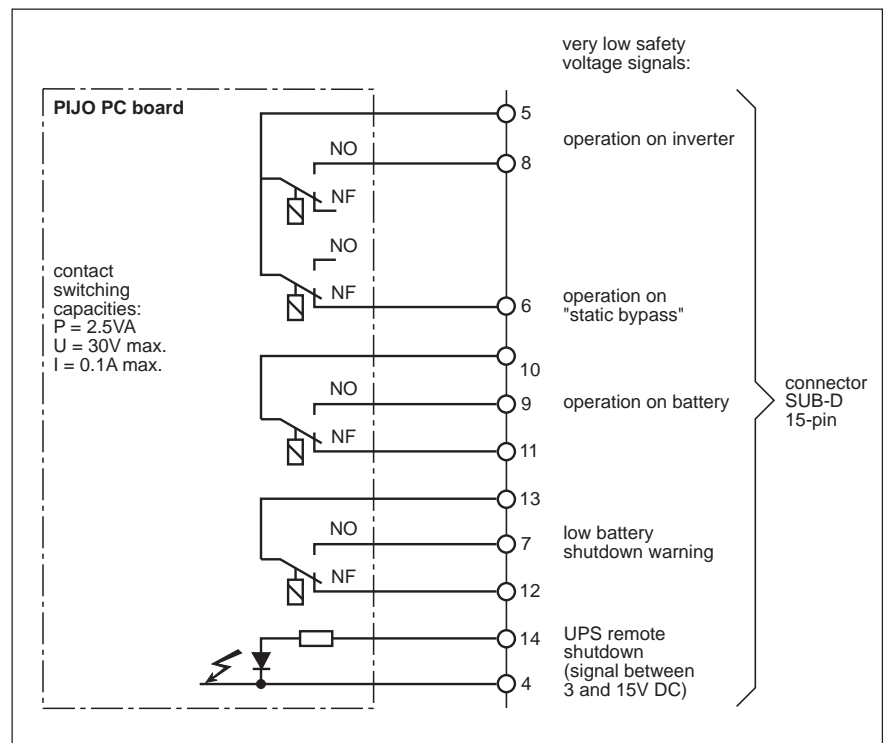 very low safety
voltage signals:
PIJO PC board
5
operation on inverter
NO
8
NF
NO
contact
switching
capacities:
P = 2.5VA
U = 30V max.
I = 0.1A max.
NF
6
operation on
"static bypass"
10
NO
9
operation on battery
connector
SUB-D
15-pin
NF
11
13
NO
7
low battery
shutdown warning
NF
12
14
UPS remote
shutdown
(signal between
3 and 15V DC)
4